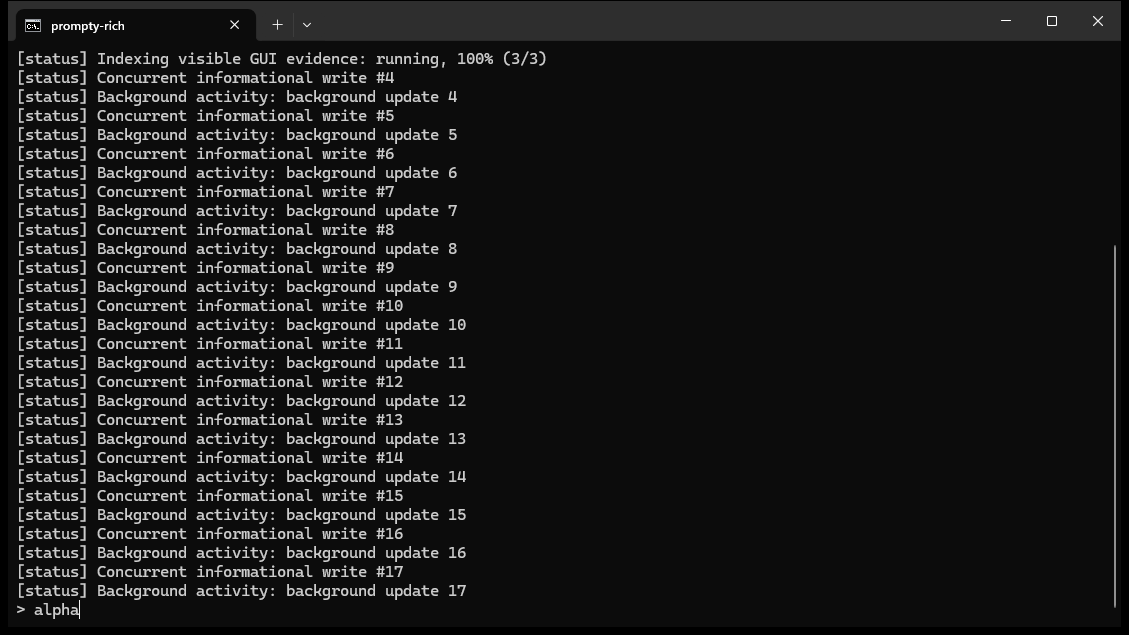 prompty-rich
[status] Indexing visible GUI evidence: running, 100% (3/3)
[status] Concurrent informational write #4
[status] Background activity: background update 4
[status] Concurrent informational write #5
[status] Background activity: background update 5
[status] Concurrent informational write #6
[status] Background activity: background update 6
[status] Concurrent informational write #7
[status] Background activity: background update 7
[status] Concurrent informational write #8
[status] Background activity: background update 8
[status] Concurrent informational write #9
[status] Background activity: background update 9
[status] Concurrent informational write #10
[status] Background activity: background update 10
[status] Concurrent informational write #11
[status] Background activity: background update 11
[status] Concurrent informational write #12
[status] Background activity: background update 12
[status] Concurrent informational write #13
[status] Background activity: background update 13
[status] Concurrent informational write #14
[status] Background activity: background update 14
[status] Concurrent informational write #15
[status] Background activity: background update 15
[status] Concurrent informational write #16
[status] Background activity: background update 16
[status] Concurrent informational write #17
[status] Background activity: background update 17
> alpha